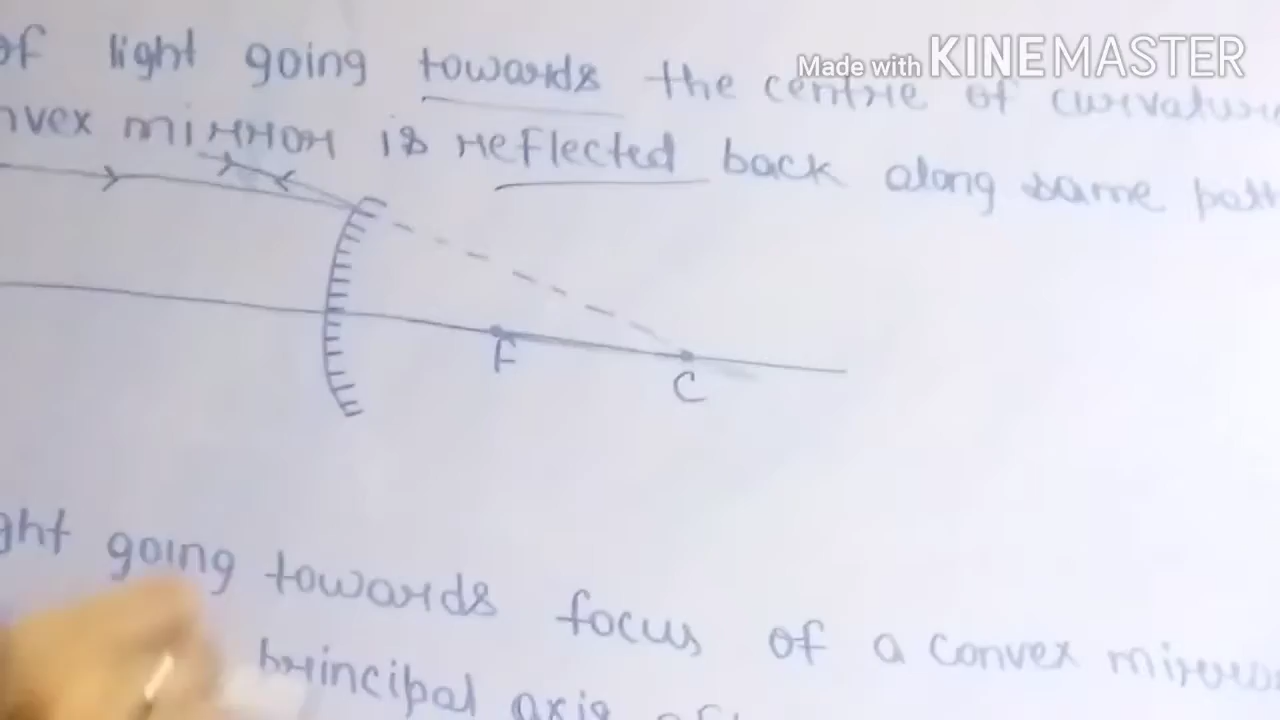 of light going towards the centre of curvature
Made with KINEMASTER
nvex mirror is reflected back along same path
F
C
ght going towards focus of a convex mirror
principal axis